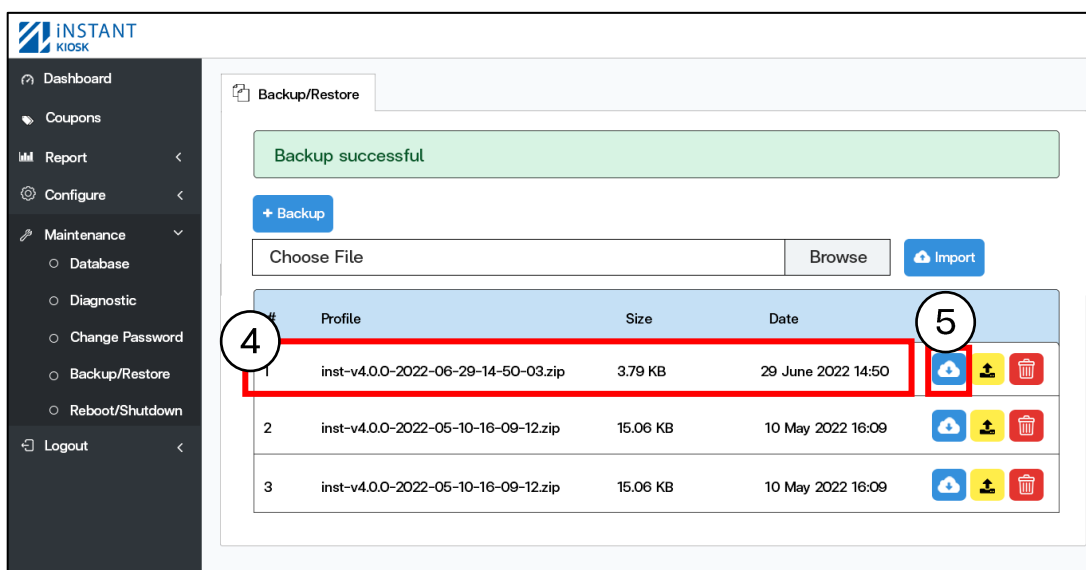 iNSTANT
KIOSK
Dashboard
Coupons
Report
Configure
Maintenance
Database
Diagnostic
Change Password
Backup/Restore
Reboot/Shutdown
Logout
Backup/Restore
Backup successful
+ Backup
Choose File Browse Import
# Profile Size Date
4 5
1 inst-v4.0.0-2022-06-29-14-50-03.zip 3.79 KB 29 June 2022 14:50
2 inst-v4.0.0-2022-05-10-16-09-12.zip 15.06 KB 10 May 2022 16:09
3 inst-v4.0.0-2022-05-10-16-09-12.zip 15.06 KB 10 May 2022 16:09